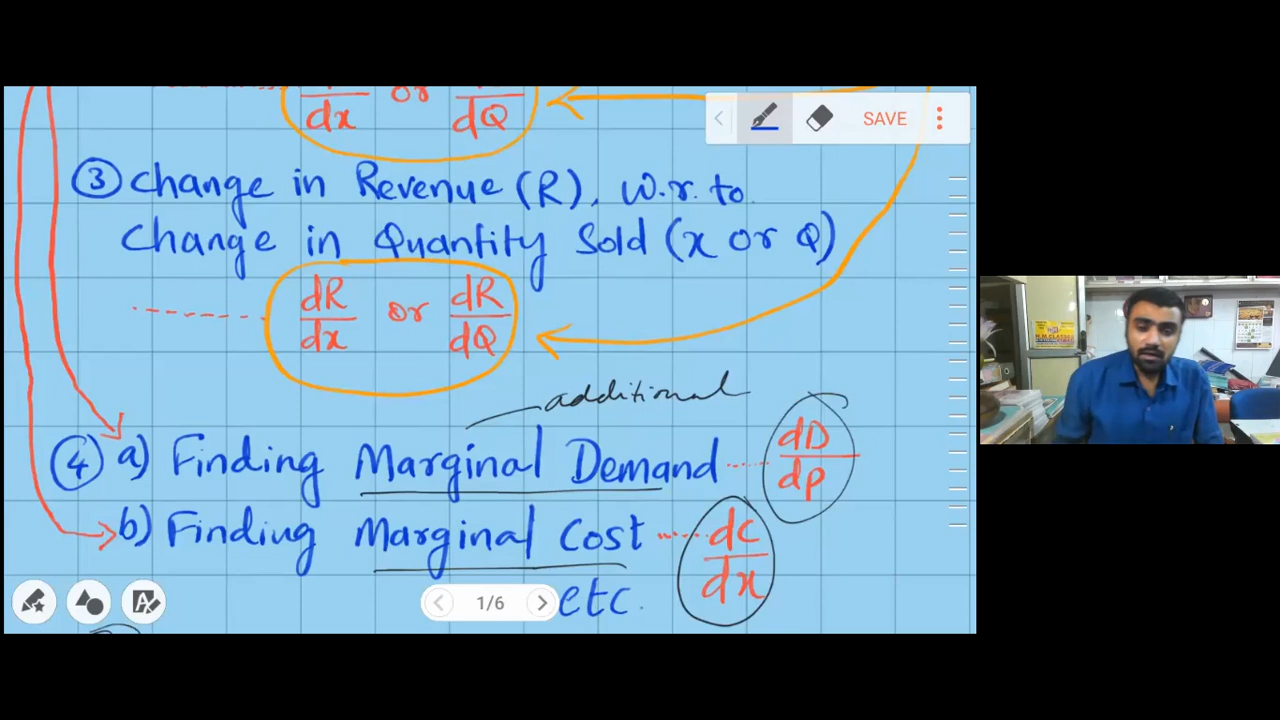 dx or dQ
SAVE
③ Change in Revenue (R), w.r. to
Change in Quantity Sold (x or Q)
dR/dx or dR/dQ
additional
④ a) Finding Marginal Demand ...... dD/dp
b) Finding Marginal Cost ...... dc/dx
etc.
1/6
H.M.CLASSES